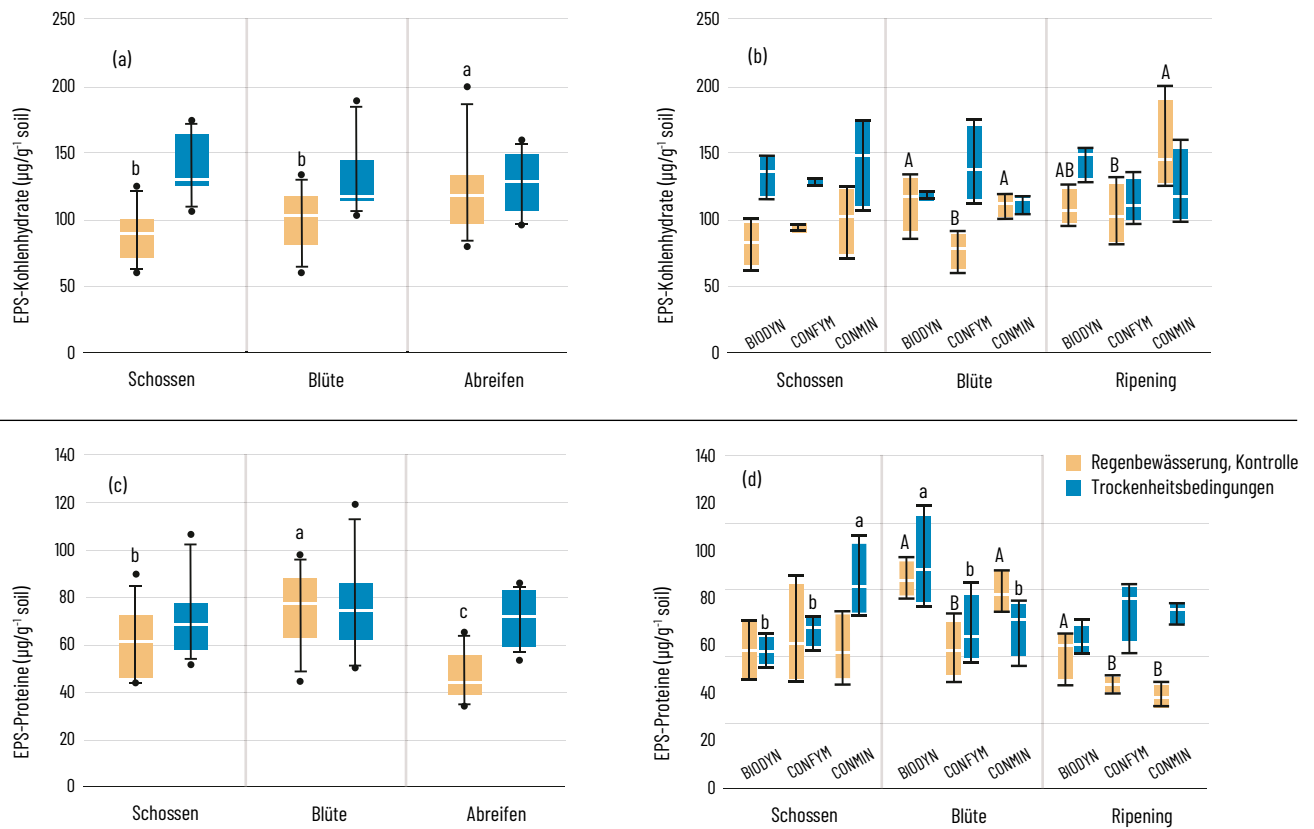 EPS-Kohlenhydrate (µg/g⁻¹ soil)
250
200
150
100
50
0
(a)
b
b
a
Schossen
Blüte
Abreifen
EPS-Kohlenhydrate (µg/g⁻¹ soil)
250
200
150
100
50
0
(b)
A
B
A
AB
B
A
BIODYN
CONFYM
CONMIN
BIODYN
CONFYM
CONMIN
BIODYN
CONFYM
CONMIN
Schossen
Blüte
Ripening
EPS-Proteine (µg/g⁻¹ soil)
140
120
100
80
60
40
20
0
(c)
b
a
c
Schossen
Blüte
Abreifen
EPS-Proteine (µg/g⁻¹ soil)
140
120
100
80
60
40
20
0
(d)
Regenbewässerung, Kontrolle
Trockenheitsbedingungen
b
b
a
A
a
B
b
A
b
A
B
B
BIODYN
CONFYM
CONMIN
BIODYN
CONFYM
CONMIN
BIODYN
CONFYM
CONMIN
Schossen
Blüte
Ripening